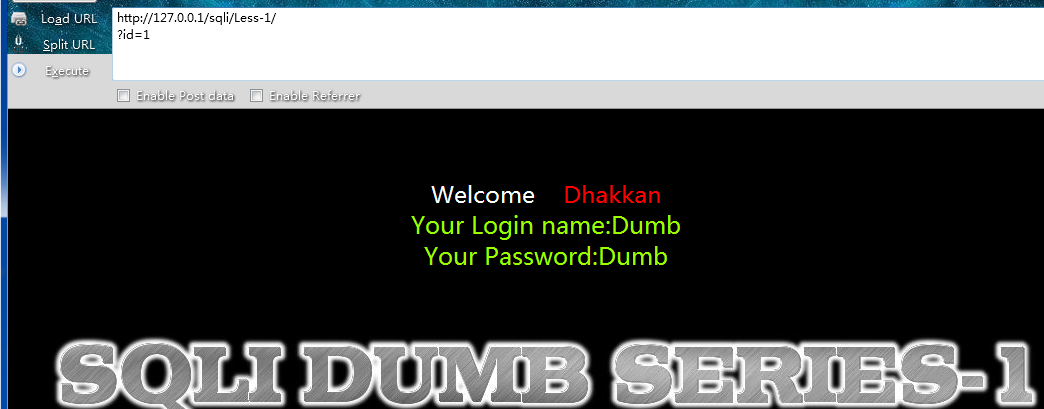 Load URL
http://127.0.0.1/sqli/Less-1/
?id=1
Split URL
Execute
Enable Post data Enable Referrer
Welcome Dhakkan
Your Login name:Dumb
Your Password:Dumb
SQLI DUMB SERIES-1